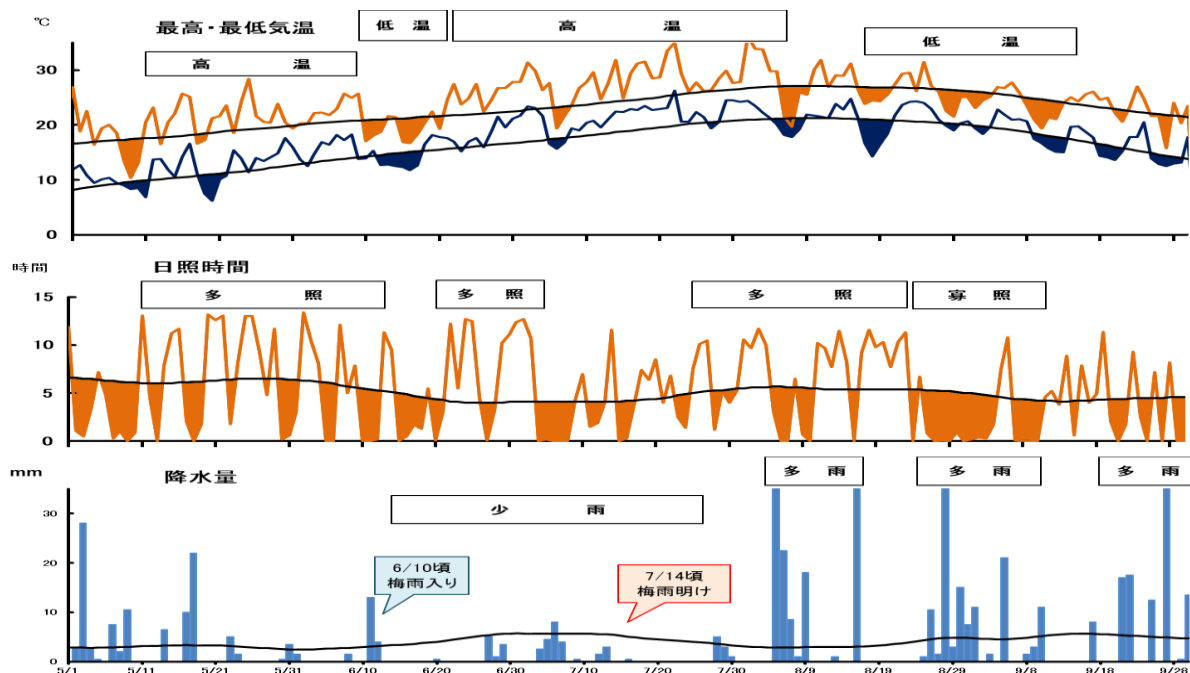 ℃
最高・最低気温
低 温
高 温
高 温
低 温
30
20
10
0
時間
日照時間
多 照
多 照
多 照
寡 照
15
10
5
0
mm
降水量
多 雨
多 雨
多 雨
少 雨
6/10頃
梅雨入り
7/14頃
梅雨明け
30
20
10
0
5/1 5/11 5/21 5/31 6/10 6/20 6/30 7/10 7/20 7/30 8/9 8/19 8/29 9/8 9/18 9/28